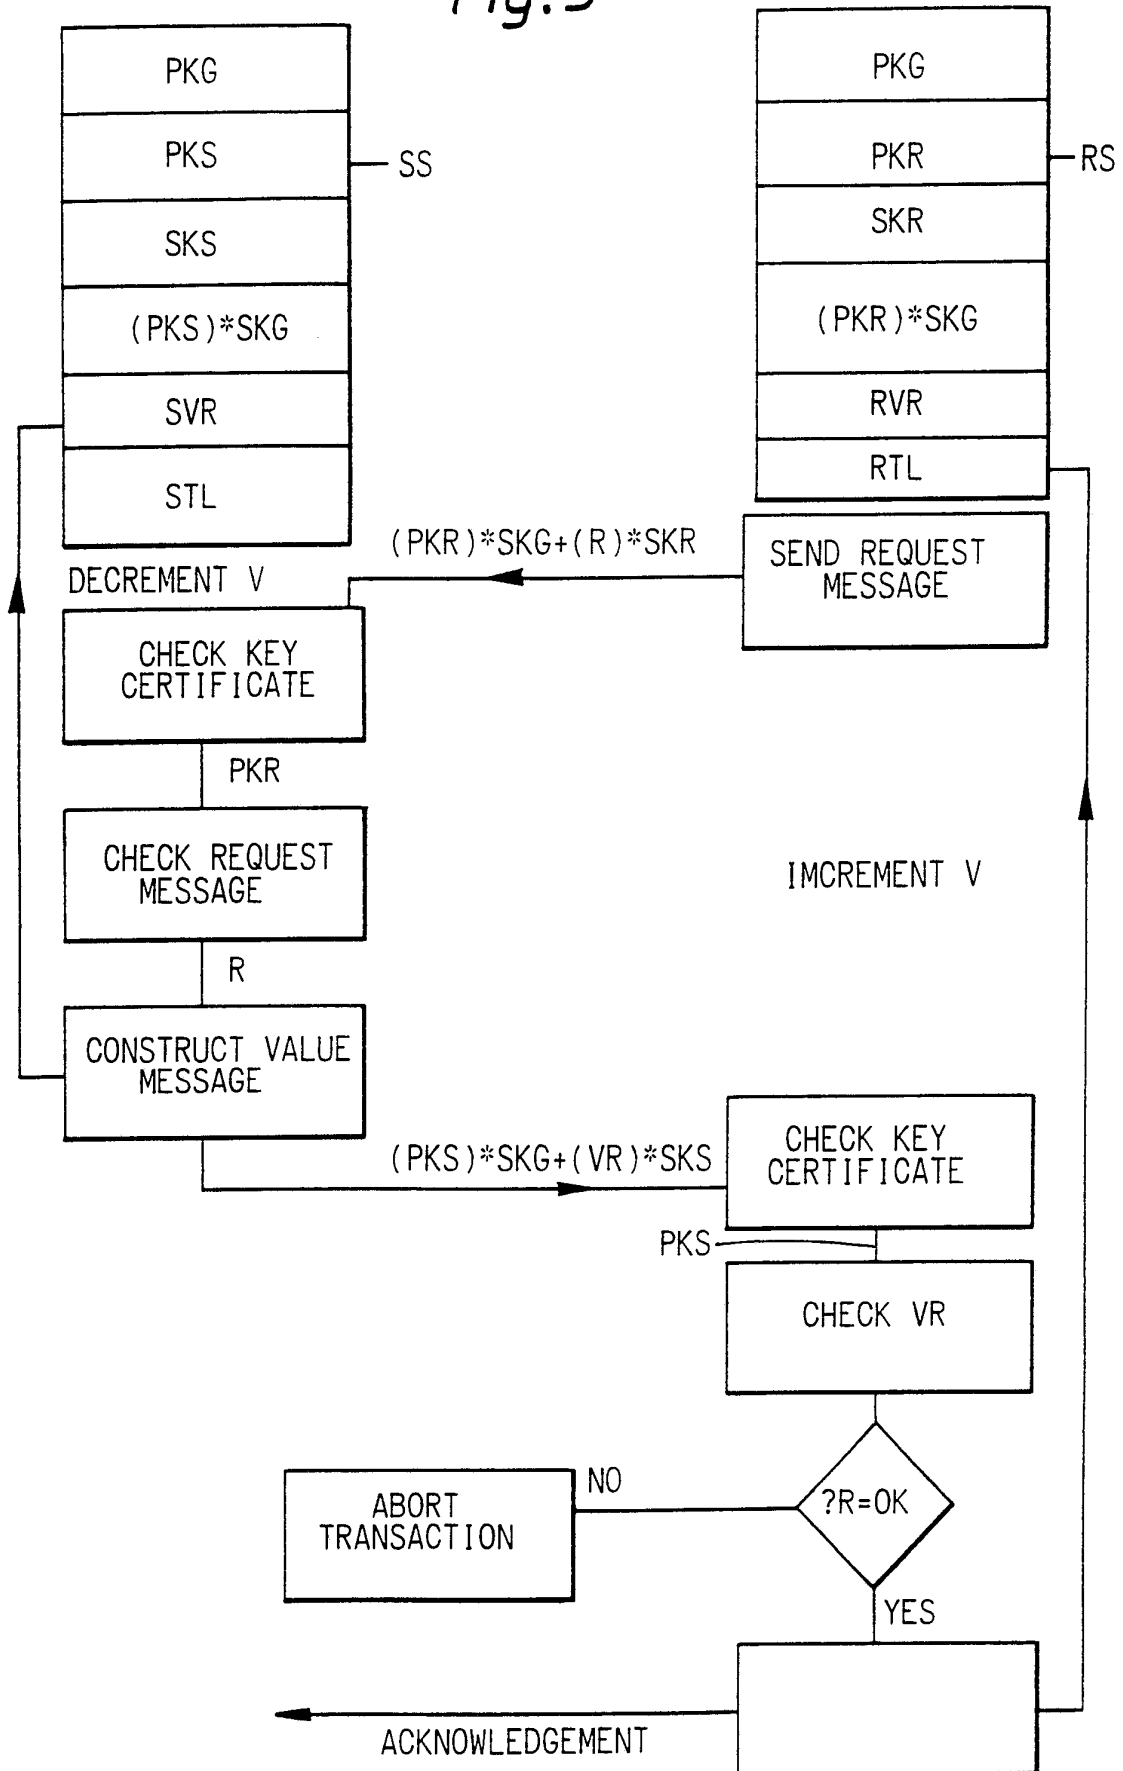 Fig. 5
PKG
PKS
SS
SKS
(PKS)*SKG
SVR
STL
PKG
PKR
RS
SKR
(PKR)*SKG
RVR
RTL
(PKR)*SKG+(R)*SKR
SEND REQUEST
MESSAGE
DECREMENT V
CHECK KEY
CERTIFICATE
PKR
CHECK REQUEST
MESSAGE
IMCREMENT V
R
CONSTRUCT VALUE
MESSAGE
(PKS)*SKG+(VR)*SKS
CHECK KEY
CERTIFICATE
PKS
CHECK VR
?R=OK
NO
ABORT
TRANSACTION
YES
ACKNOWLEDGEMENT